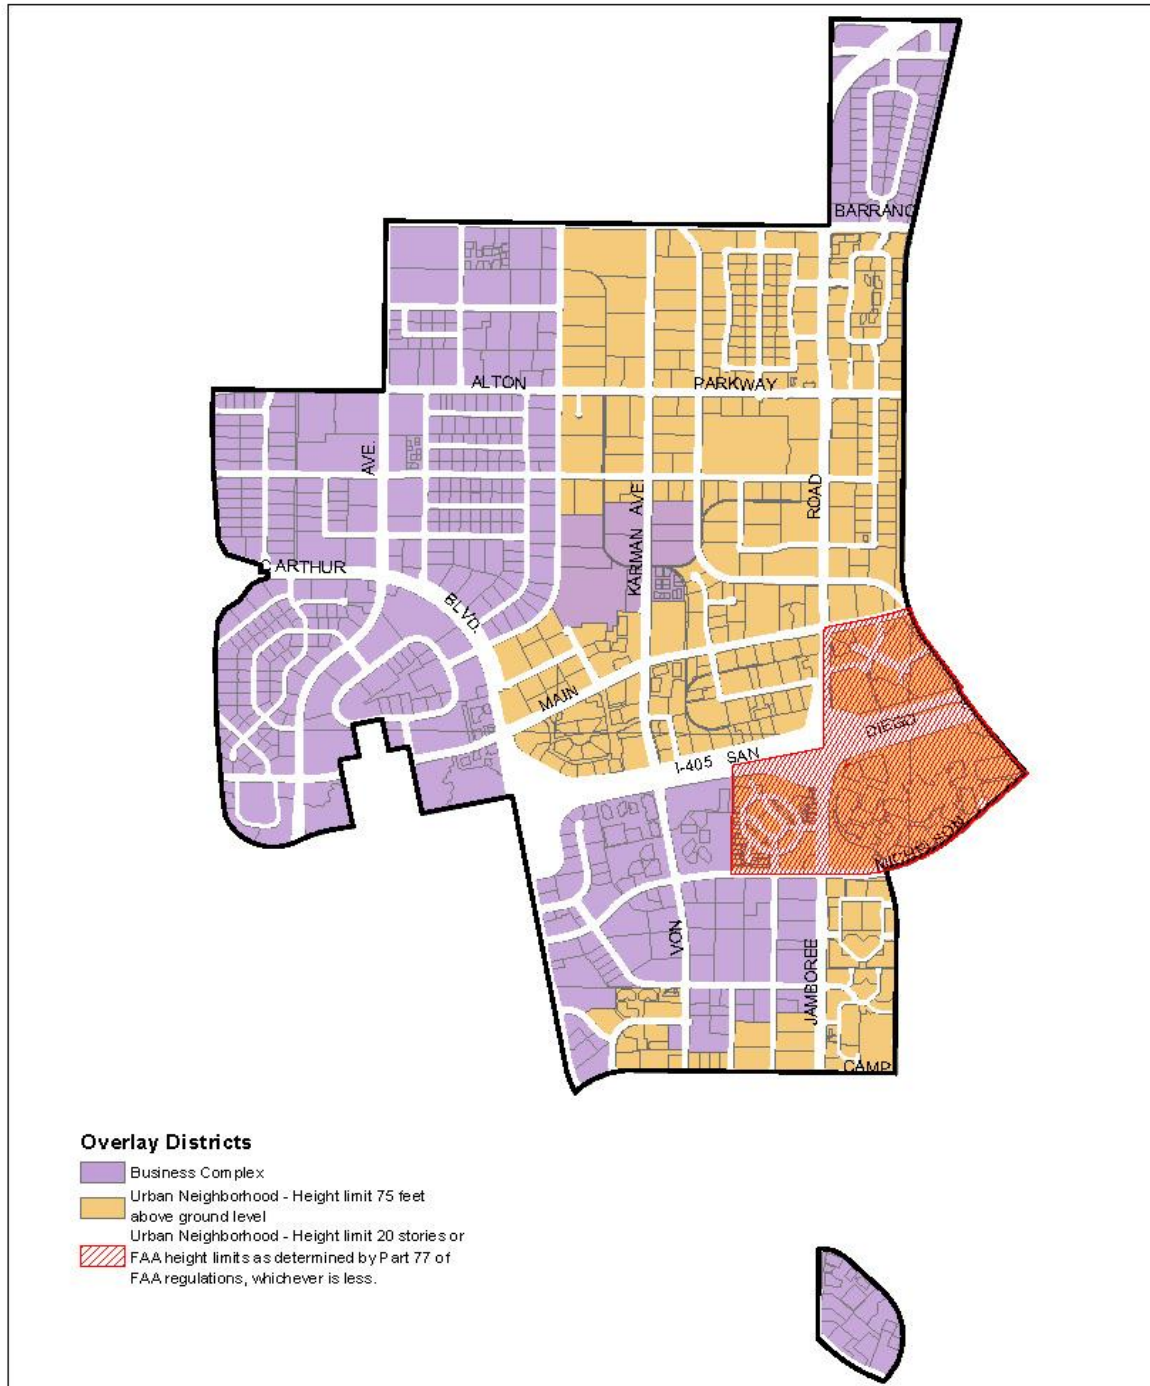 BARRANC
ALTON
PARKWAY
AVE.
ROAD
KARMAN AVE.
C ARTHUR
BLVD.
MAIN
DIEGO
I-405 SAN
MICHELSON
VON
JAMBOREE
CAMP
Overlay Districts
Business Complex
Urban Neighborhood - Height limit 75 feet
above ground level
Urban Neighborhood - Height limit 20 stories or
FAA height limits as determined by Part 77 of
FAA regulations, whichever is less.